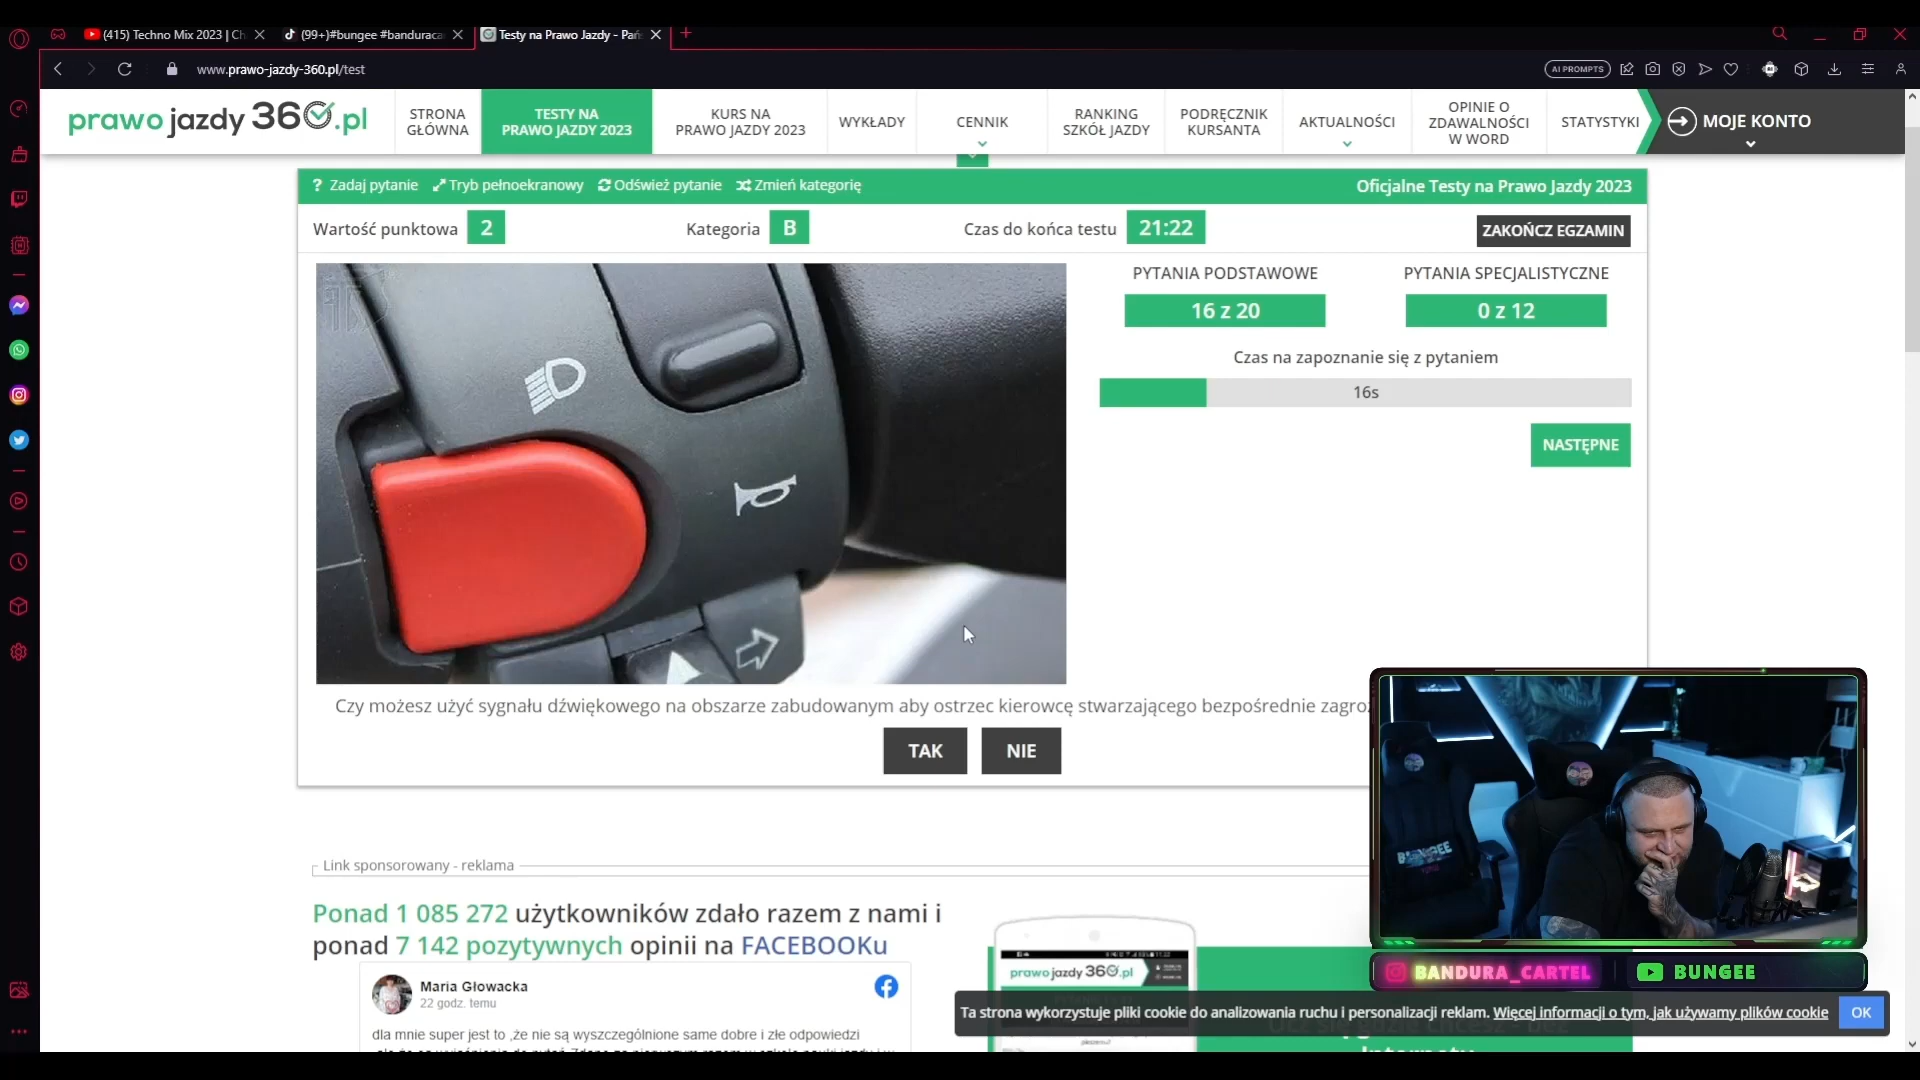 (415) Techno Mix 2023 | Ch
(99+)#bungee #banduraca
Testy na Prawo Jazdy - Pań
www.prawo-jazdy-360.pl/test
AI PROMPTS
prawo jazdy 360.pl
STRONA
GŁÓWNA
TESTY NA
PRAWO JAZDY 2023
KURS NA
PRAWO JAZDY 2023
WYKŁADY
CENNIK
RANKING
SZKÓŁ JAZDY
PODRĘCZNIK
KURSANTA
AKTUALNOŚCI
OPINIE O
ZDAWALNOŚCI
W WORD
STATYSTYKI
MOJE KONTO
? Zadaj pytanie
Tryb pełnoekranowy
Odśwież pytanie
Zmień kategorię
Oficjalne Testy na Prawo Jazdy 2023
Wartość punktowa 2
Kategoria B
Czas do końca testu 21:22
ZAKOŃCZ EGZAMIN
PYTANIA PODSTAWOWE
16 z 20
PYTANIA SPECJALISTYCZNE
0 z 12
Czas na zapoznanie się z pytaniem
16s
NASTĘPNE
Czy możesz użyć sygnału dźwiękowego na obszarze zabudowanym aby ostrzec kierowcę stwarzającego bezpośrednie zagro
TAK
NIE
Link sponsorowany - reklama
Ponad 1 085 272 użytkowników zdało razem z nami i
ponad 7 142 pozytywnych opinii na FACEBOOKu
Maria Głowacka
22 godz. temu
dla mnie super jest to ,że nie są wyszczególnione same dobre i złe odpowiedzi
prawo jazdy 360.pl
BUNGEE
BANDURA_CARTEL
BUNGEE
Ta strona wykorzystuje pliki cookie do analizowania ruchu i personalizacji reklam. Więcej informacji o tym, jak używamy plików cookie
OK